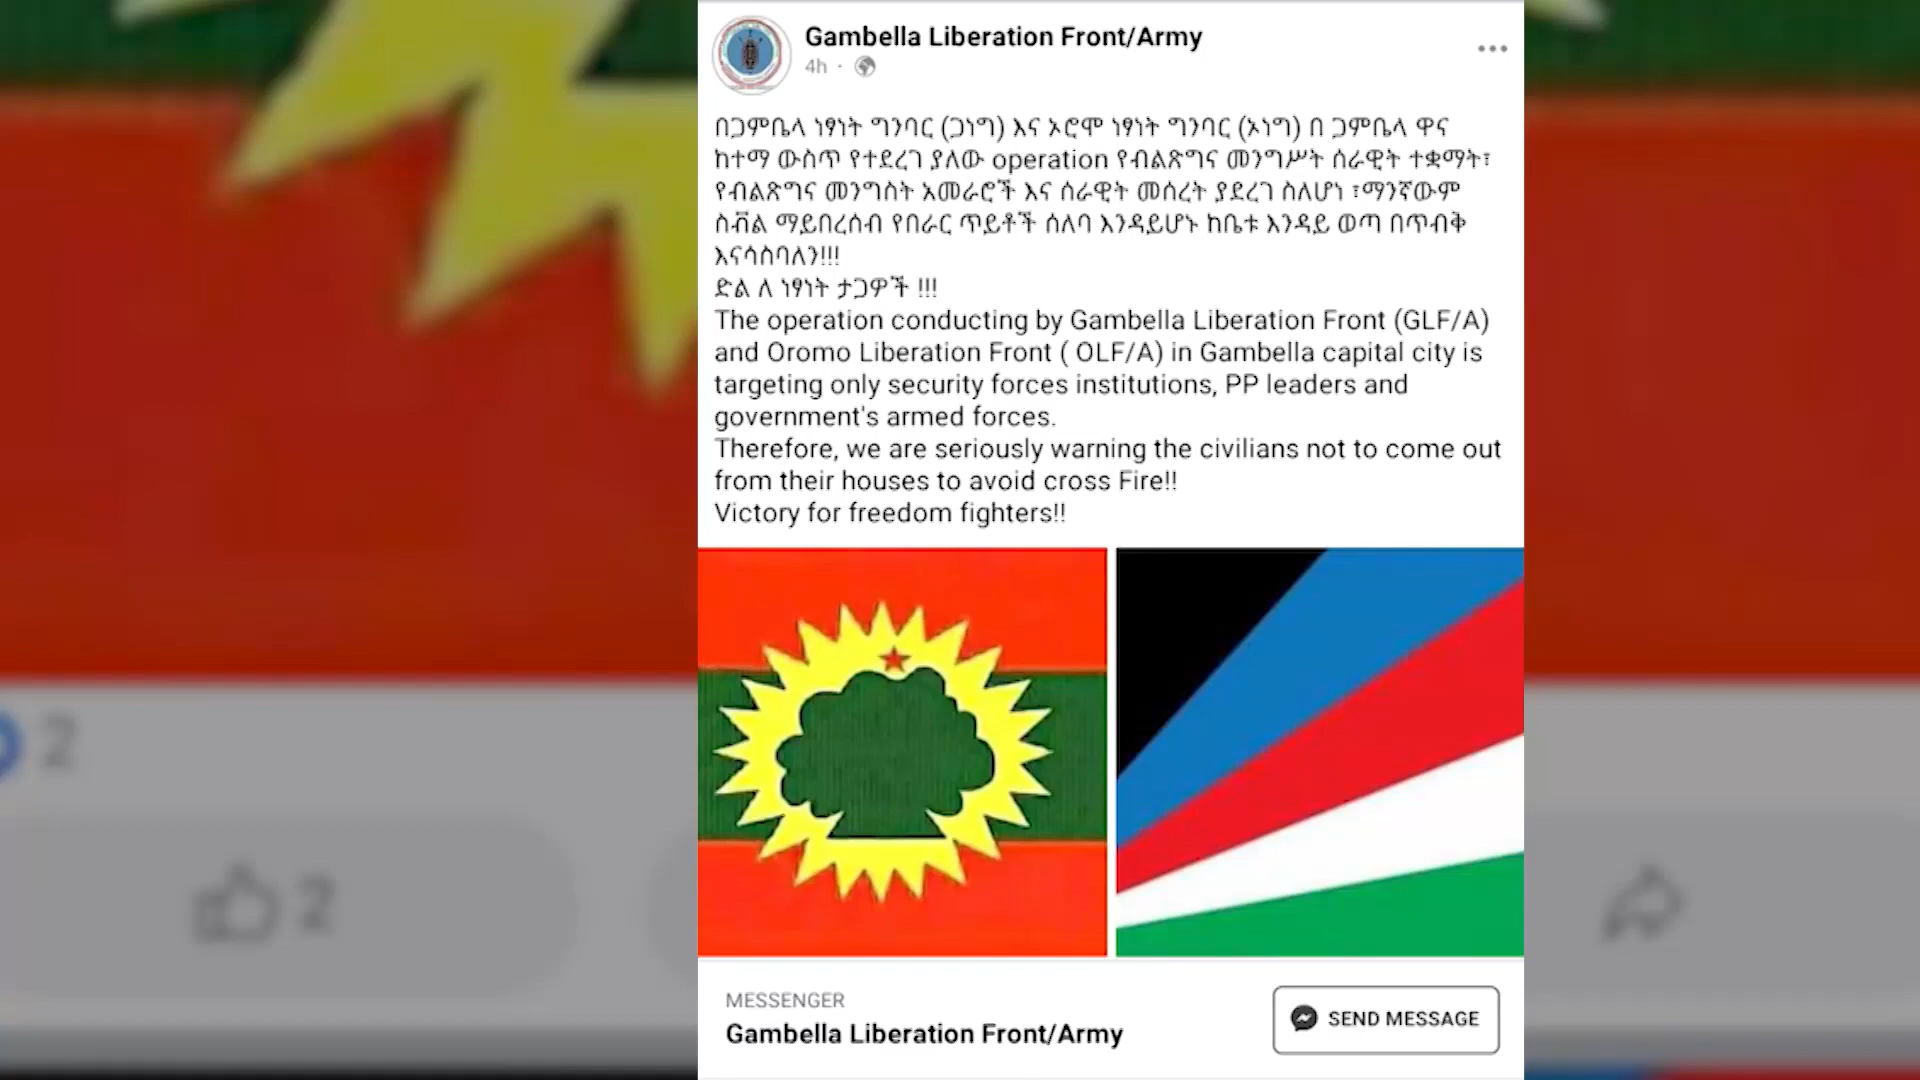 Gambella Liberation Front/Army
4h ·
በጋምቤላ ነፃነት ግንባር (ጋነግ) እና ኦሮሞ ነፃነት ግንባር (ኦነግ) በ ጋምቤላ ዋና
ከተማ ውስጥ የተደረገ ያለው operation የብልጽግና መንግሥት ሰራዊት ተቋማት፣
የብልጽግና መንግስት አመራሮች እና ሰራዊት መሰረት ያደረገ ስለሆነ ፣ማንኛውም
ስቭል ማይበረሰብ የበራር ጥይቶች ሰለባ እንዳይሆኑ ከቤቱ እንዳይ ወጣ በጥብቅ
እናሳስባለን!!!
ድል ለ ነፃነት ታጋዎች !!!
The operation conducting by Gambella Liberation Front (GLF/A)
and Oromo Liberation Front ( OLF/A) in Gambella capital city is
targeting only security forces institutions, PP leaders and
government's armed forces.
Therefore, we are seriously warning the civilians not to come out
from their houses to avoid cross Fire!!
Victory for freedom fighters!!
2
2
MESSENGER
Gambella Liberation Front/Army
SEND MESSAGE